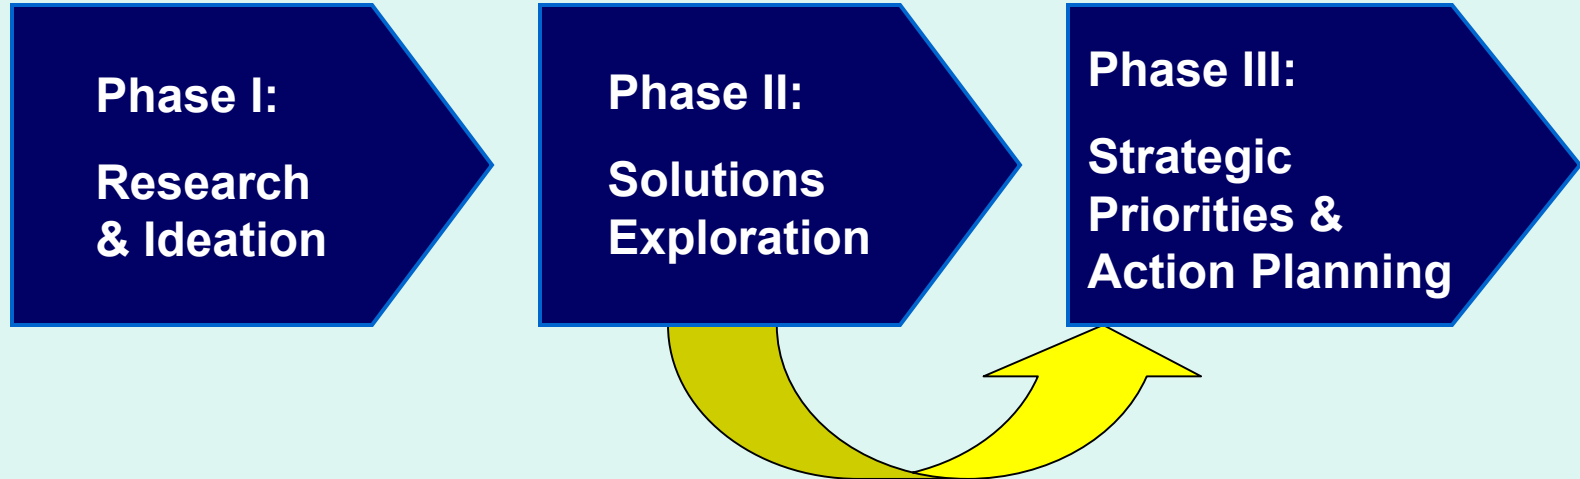 Phase I:
Research
& Ideation
Phase II:
Solutions
Exploration
Phase III:
Strategic
Priorities &
Action Planning